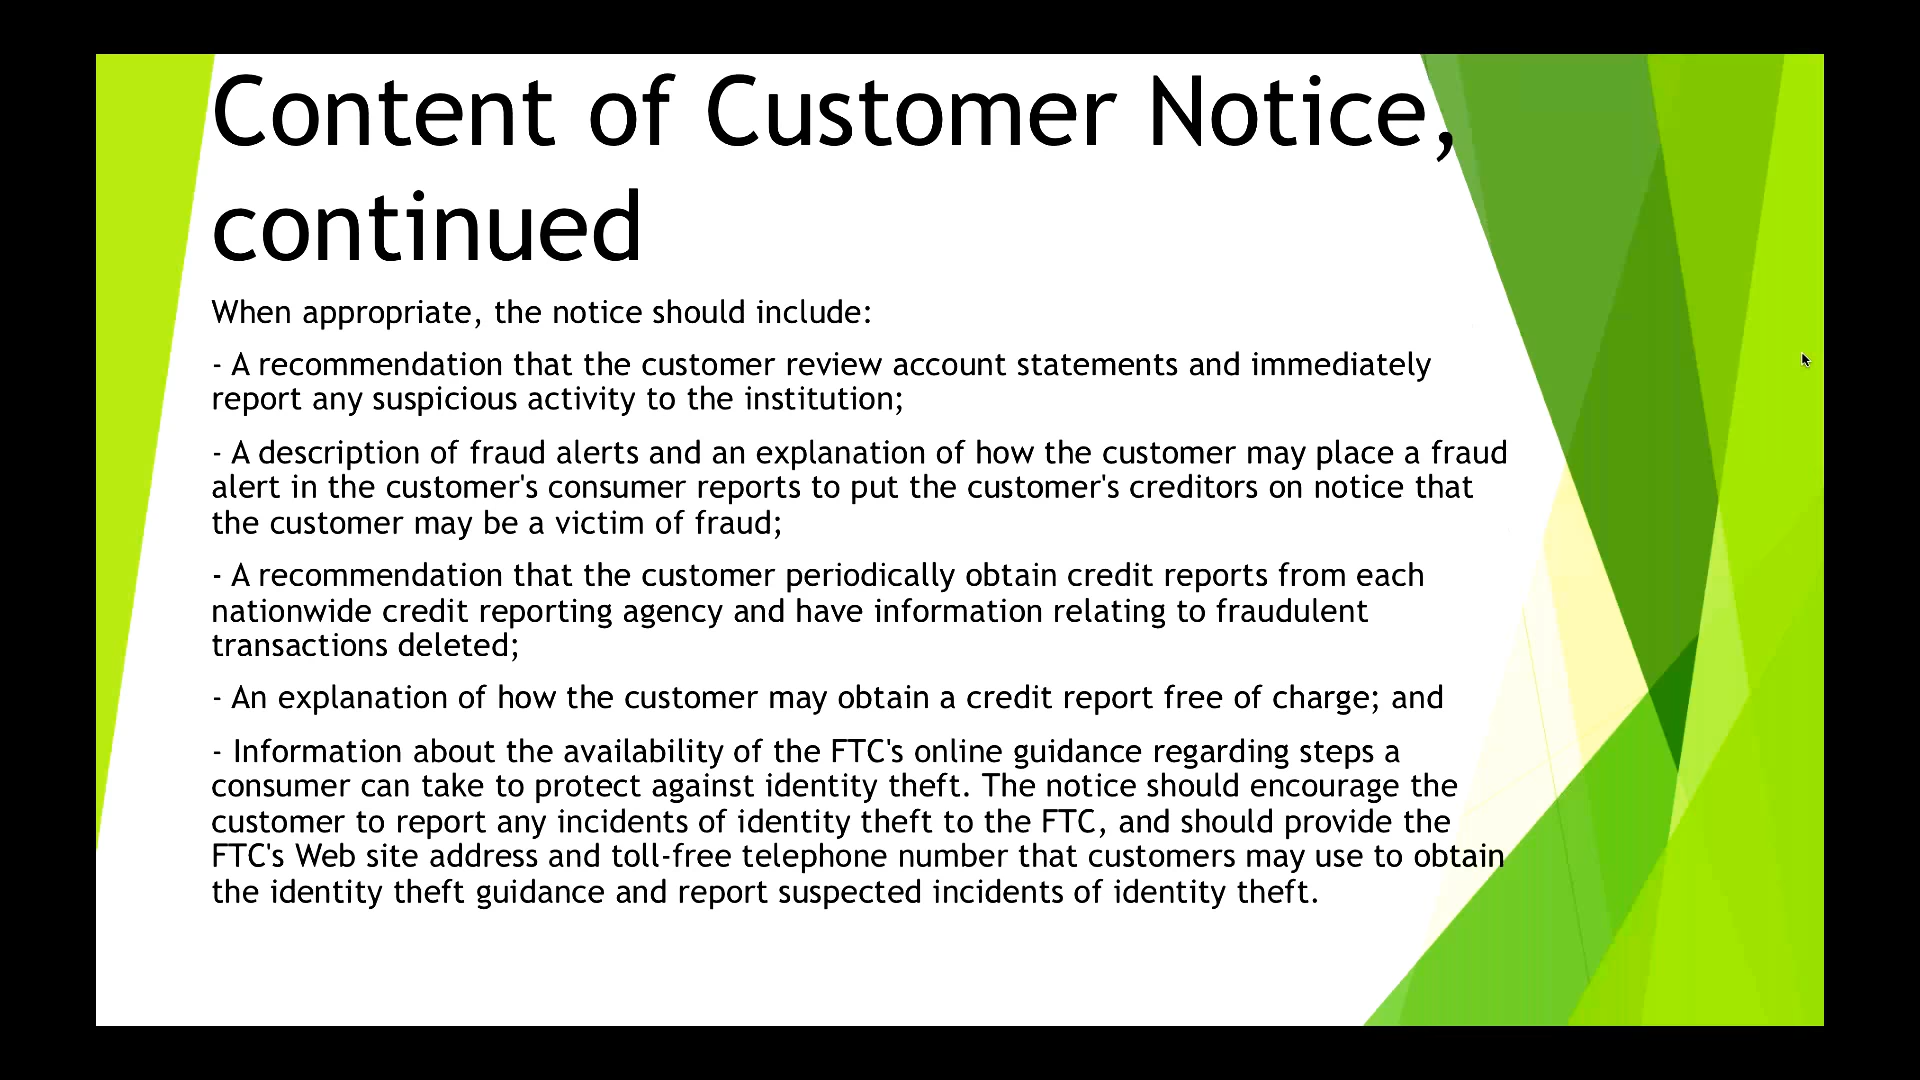 Content of Customer Notice,
continued
When appropriate, the notice should include:
- A recommendation that the customer review account statements and immediately
report any suspicious activity to the institution;
- A description of fraud alerts and an explanation of how the customer may place a fraud
alert in the customer's consumer reports to put the customer's creditors on notice that
the customer may be a victim of fraud;
- A recommendation that the customer periodically obtain credit reports from each
nationwide credit reporting agency and have information relating to fraudulent
transactions deleted;
- An explanation of how the customer may obtain a credit report free of charge; and
- Information about the availability of the FTC's online guidance regarding steps a
consumer can take to protect against identity theft. The notice should encourage the
customer to report any incidents of identity theft to the FTC, and should provide the
FTC's Web site address and toll-free telephone number that customers may use to obtain
the identity theft guidance and report suspected incidents of identity theft.